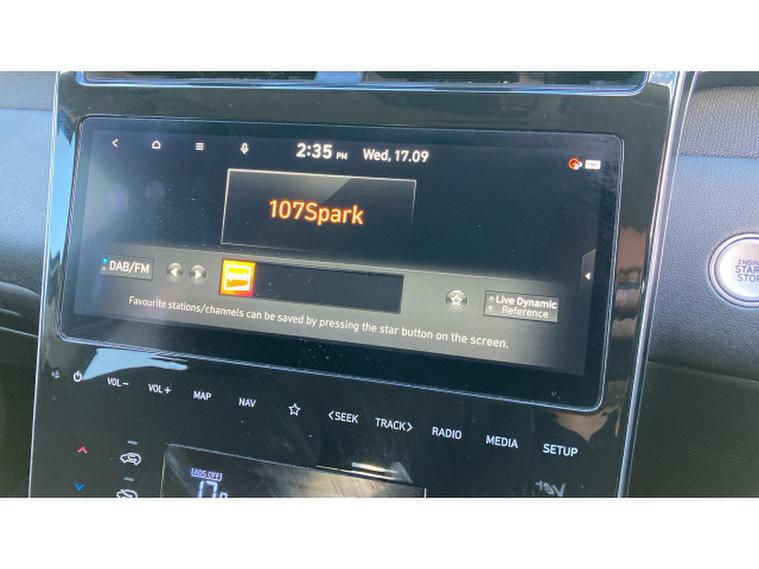 2:35 PM Wed, 17.09
107Spark
DAB/FM
Live Dynamic
Reference
Favourite stations/channels can be saved by pressing the star button on the screen.
VOL− VOL+ MAP NAV <SEEK TRACK> RADIO MEDIA SETUP
ENGINE
START
STOP
[ADS OFF]